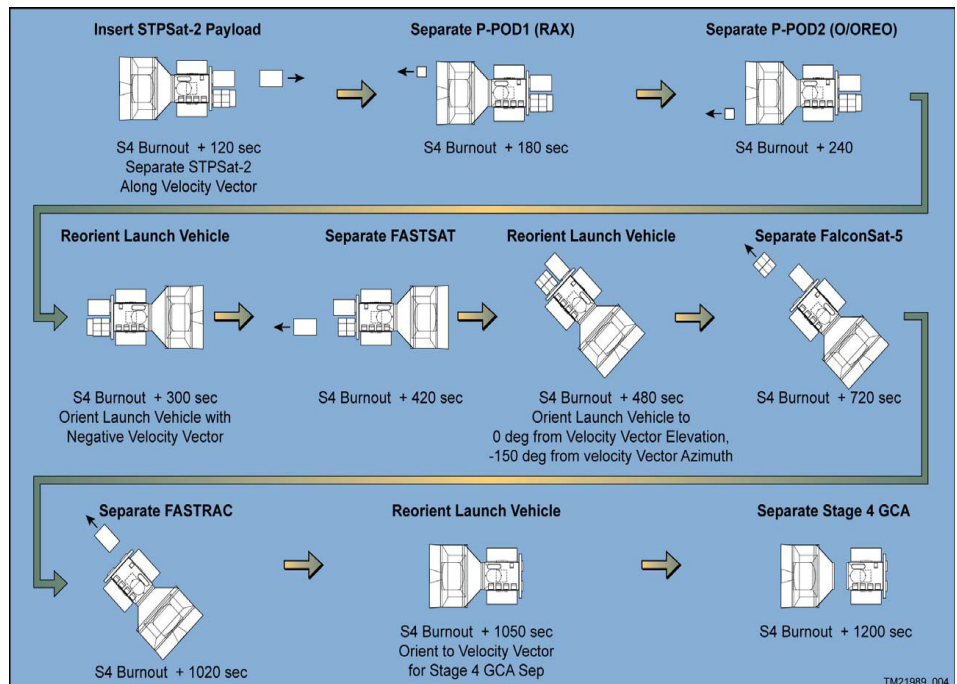 Insert STPSat-2 Payload
S4 Burnout + 120 sec
Separate STPSat-2
Along Velocity Vector
Separate P-POD1 (RAX)
S4 Burnout + 180 sec
Separate P-POD2 (O/OREO)
S4 Burnout + 240
Reorient Launch Vehicle
S4 Burnout + 300 sec
Orient Launch Vehicle with
Negative Velocity Vector
Separate FASTSAT
S4 Burnout + 420 sec
Reorient Launch Vehicle
S4 Burnout + 480 sec
Orient Launch Vehicle to
0 deg from Velocity Vector Elevation,
-150 deg from velocity Vector Azimuth
Separate FalconSat-5
S4 Burnout + 720 sec
Separate FASTRAC
S4 Burnout + 1020 sec
Reorient Launch Vehicle
S4 Burnout + 1050 sec
Orient to Velocity Vector
for Stage 4 GCA Sep
Separate Stage 4 GCA
S4 Burnout + 1200 sec
TM21989_004